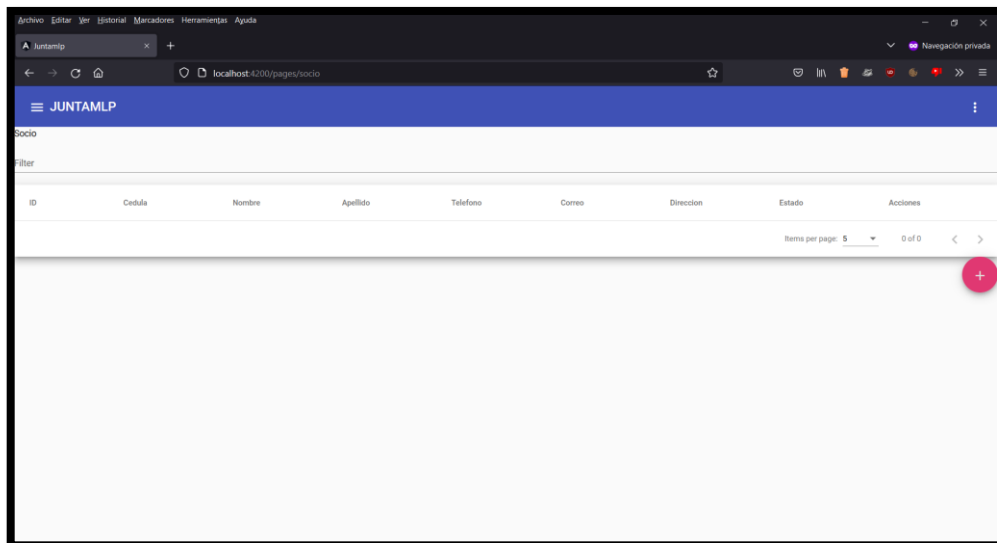 Archivo Editar Ver Historial Marcadores Herramientas Ayuda
Juntamlp
Navegación privada
localhost:4200/pages/socio
JUNTAMLP
Socio
Filter
ID Cedula Nombre Apellido Telefono Correo Direccion Estado Acciones
Items per page: 5 0 of 0